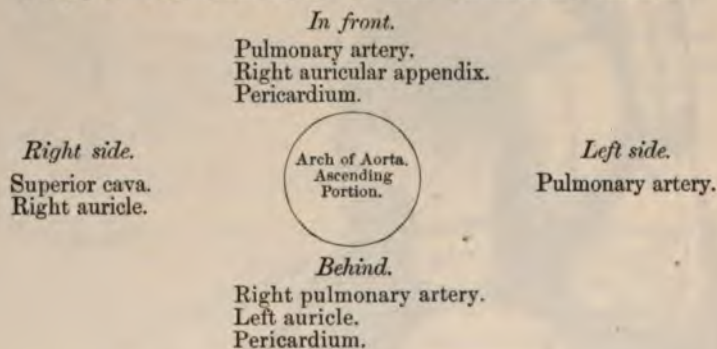 In front.
Pulmonary artery.
Right auricular appendix.
Pericardium.
Right side.
Superior cava.
Right auricle.
Arch of Aorta.
Ascending
Portion.
Left side.
Pulmonary artery.
Behind.
Right pulmonary artery.
Left auricle.
Pericardium.